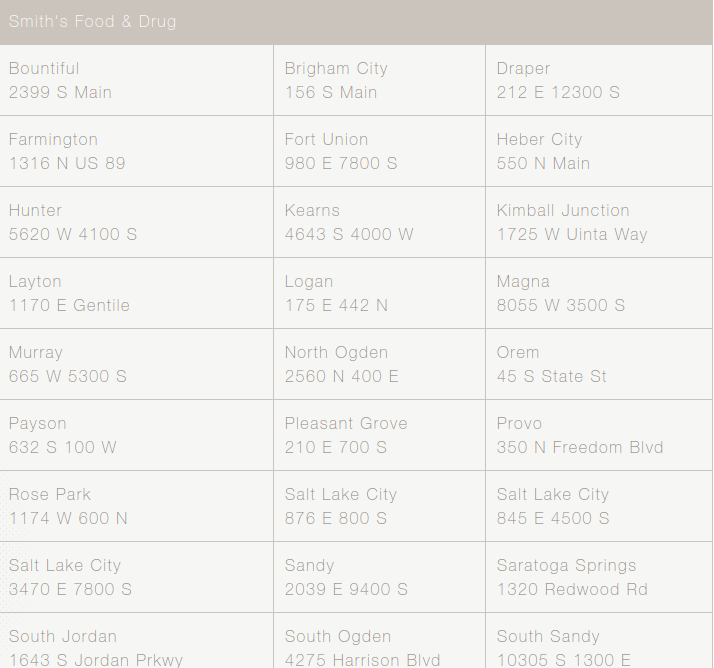 Smith's Food & Drug
Bountiful
2399 S Main
Brigham City
156 S Main
Draper
212 E 12300 S
Farmington
1316 N US 89
Fort Union
980 E 7800 S
Heber City
550 N Main
Hunter
5620 W 4100 S
Kearns
4643 S 4000 W
Kimball Junction
1725 W Uinta Way
Layton
1170 E Gentile
Logan
175 E 442 N
Magna
8055 W 3500 S
Murray
665 W 5300 S
North Ogden
2560 N 400 E
Orem
45 S State St
Payson
632 S 100 W
Pleasant Grove
210 E 700 S
Provo
350 N Freedom Blvd
Rose Park
1174 W 600 N
Salt Lake City
876 E 800 S
Salt Lake City
845 E 4500 S
Salt Lake City
3470 E 7800 S
Sandy
2039 E 9400 S
Saratoga Springs
1320 Redwood Rd
South Jordan
1643 S Jordan Prkwy
South Ogden
4275 Harrison Blvd
South Sandy
10305 S 1300 E